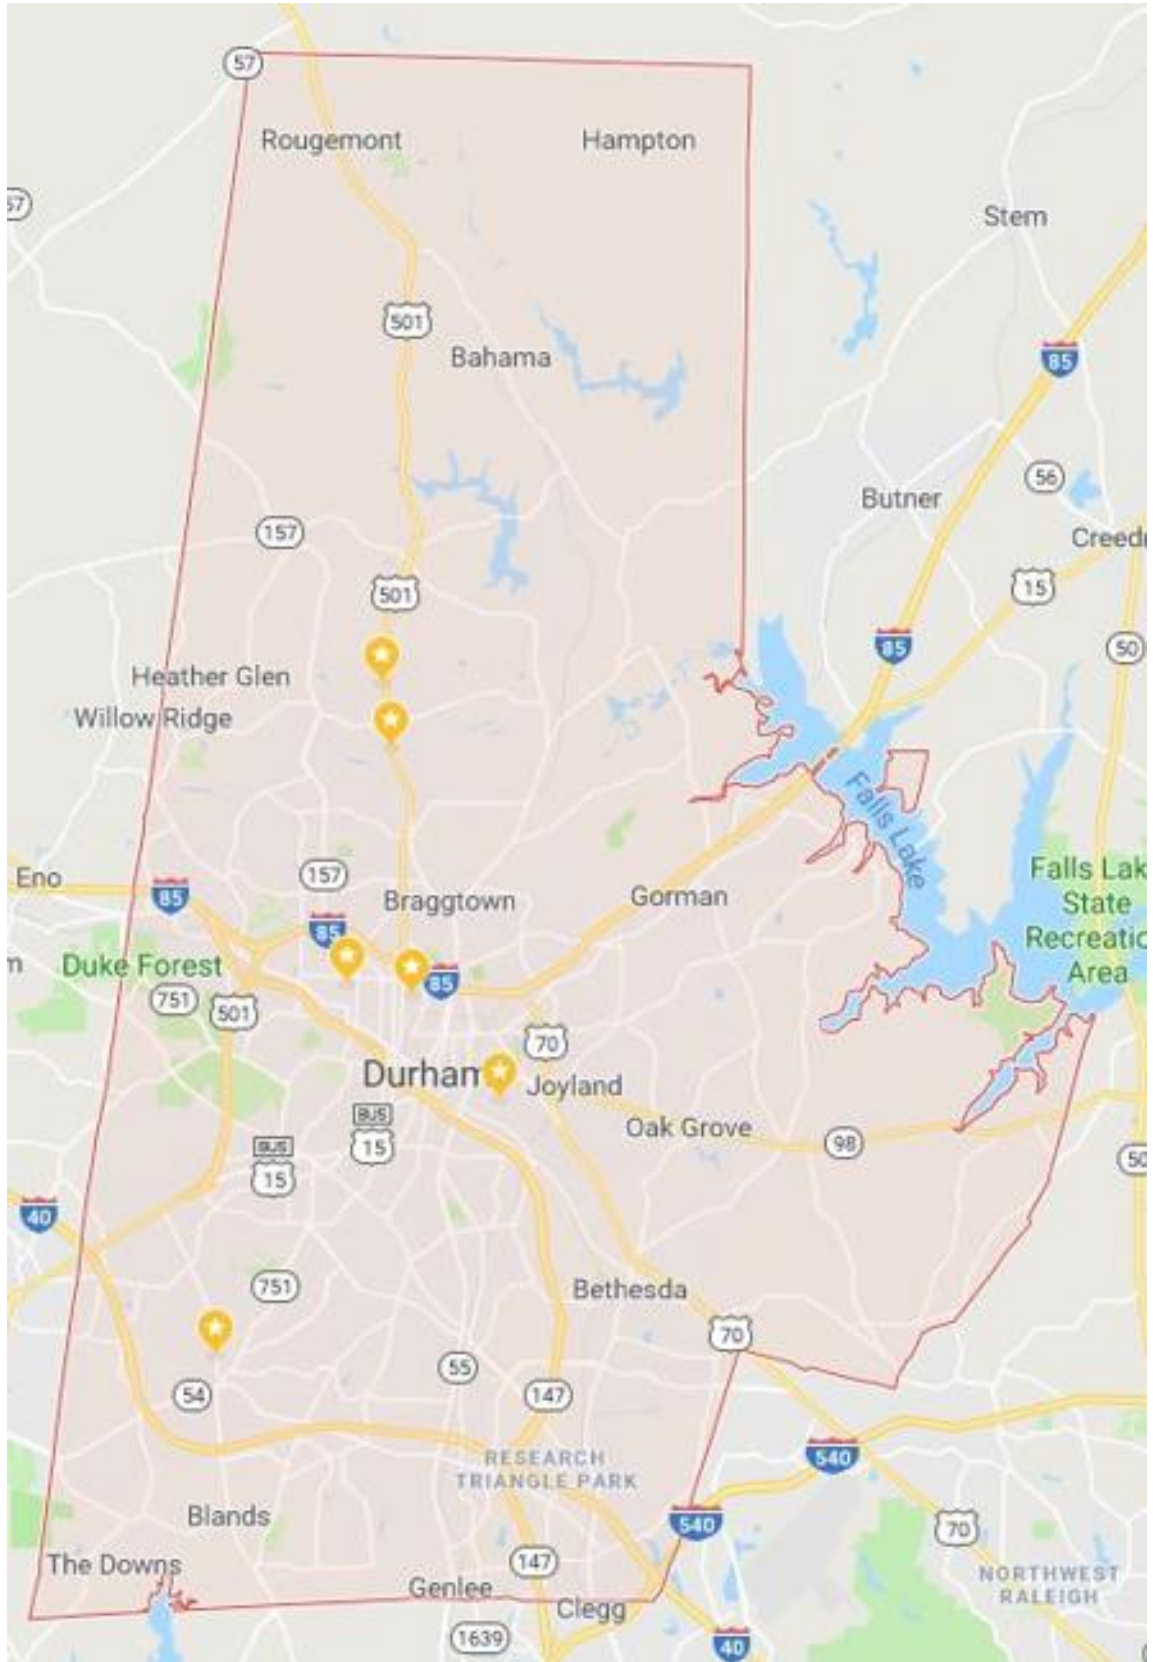 57
Rougemont
Hampton
57
Stem
501
Bahama
85
56
Butner
157
Creed
15
501
85
50
Heather Glen
Willow Ridge
Falls Lake
Eno
85
157
Braggtown
Gorman
Falls Lak
State
Recreatio
Area
85
m
Duke Forest
85
751
501
70
Durham
Joyland
BUS
15
Oak Grove
98
BUS
15
50
40
751
Bethesda
70
54
55
147
RESEARCH
TRIANGLE PARK
540
Blands
540
70
The Downs
147
Genlee
NORTHWEST
RALEIGH
Clegg
1639
40